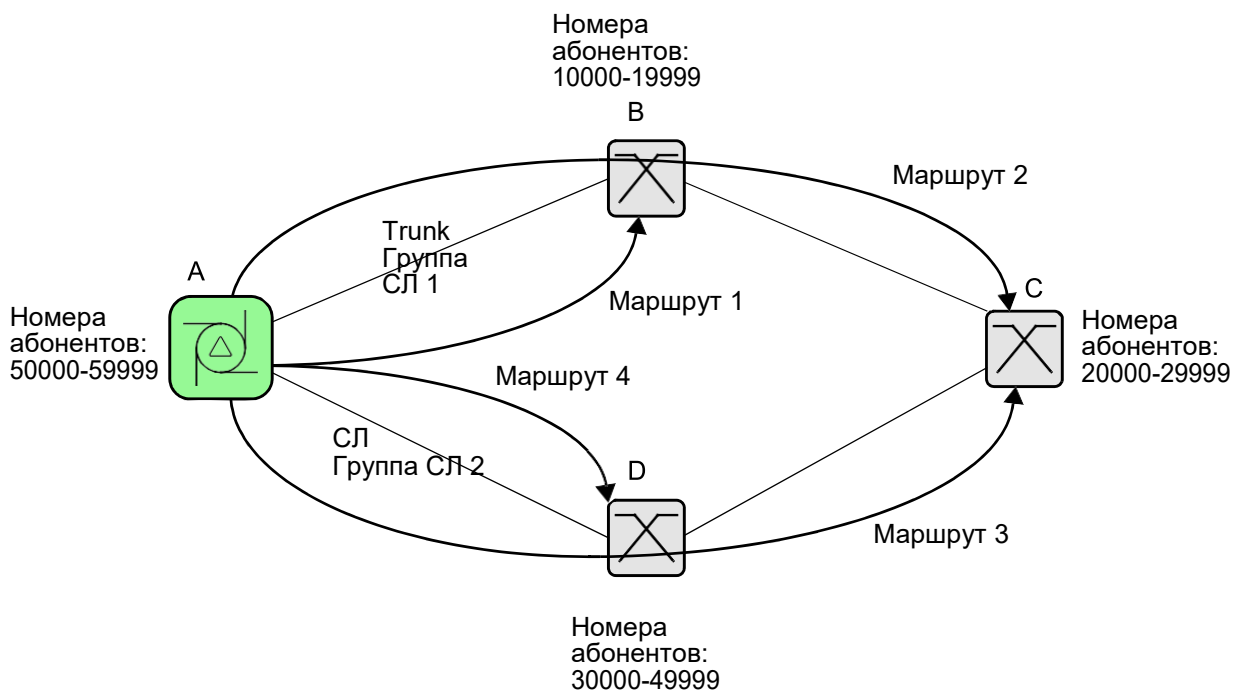 Номера
абонентов:
10000-19999
B
Маршрут 2
Trunk
Группа
СЛ 1
A
Маршрут 1
C
Номера
абонентов:
50000-59999
Номера
абонентов:
20000-29999
Маршрут 4
СЛ
Группа СЛ 2
D
Маршрут 3
Номера
абонентов:
30000-49999